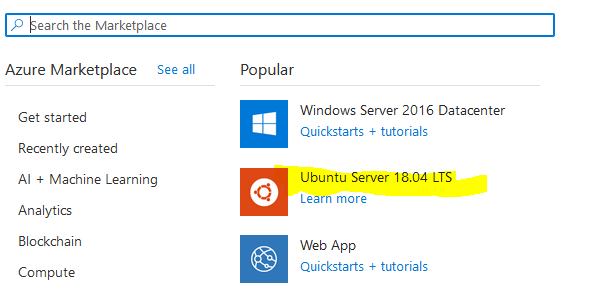 Search the Marketplace
Azure Marketplace See all
Get started
Recently created
AI + Machine Learning
Analytics
Blockchain
Compute
Popular
Windows Server 2016 Datacenter
Quickstarts + tutorials
Ubuntu Server 18.04 LTS
Learn more
Web App
Quickstarts + tutorials